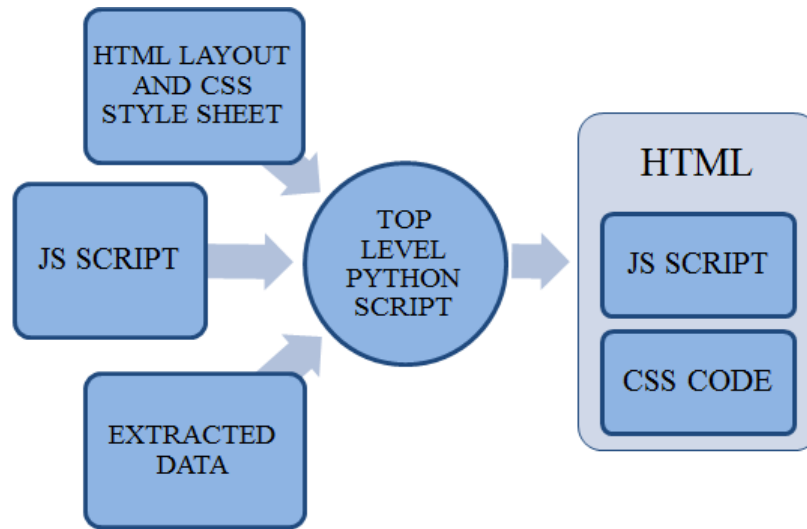 HTML LAYOUT
AND CSS
STYLE SHEET
JS SCRIPT
EXTRACTED
DATA
TOP
LEVEL
PYTHON
SCRIPT
HTML
JS SCRIPT
CSS CODE